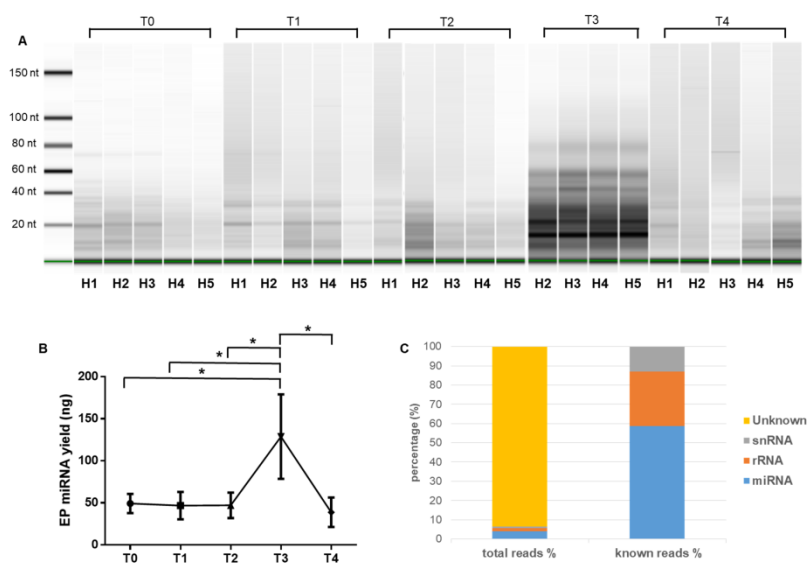 T0 T1 T2 T3 T4
A
150 nt
100 nt
80 nt
60 nt
40 nt
20 nt
H1 H2 H3 H4 H5 H1 H2 H3 H4 H5 H1 H2 H3 H4 H5 H2 H3 H4 H5 H1 H2 H3 H4 H5
B
*
*
*
*
EP miRNA yield (ng)
200
150
100
50
0
T0 T1 T2 T3 T4
C
percentage (%)
100
90
80
70
60
50
40
30
20
10
0
total reads % known reads %
Unknown
snRNA
rRNA
miRNA